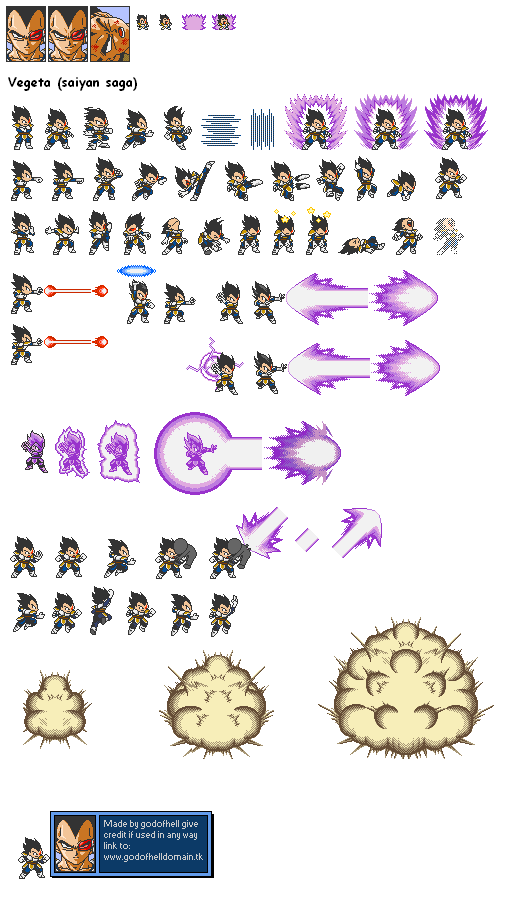 Vegeta (saiyan saga)
Made by godofhell give
credit if used in any way
link to:
www.godofhelldomain.tk